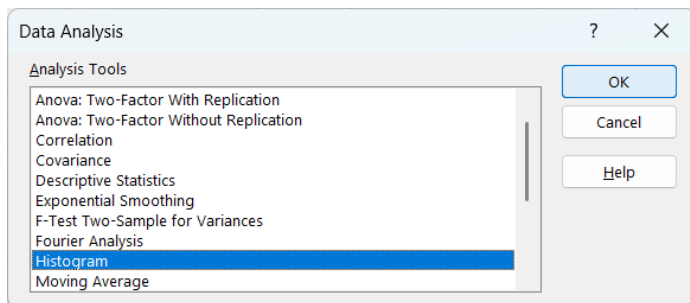 Data Analysis
?
Analysis Tools
OK
Anova: Two-Factor With Replication
Anova: Two-Factor Without Replication
Cancel
Correlation
Covariance
Descriptive Statistics
Help
Exponential Smoothing
F-Test Two-Sample for Variances
Fourier Analysis
Histogram
Moving Average